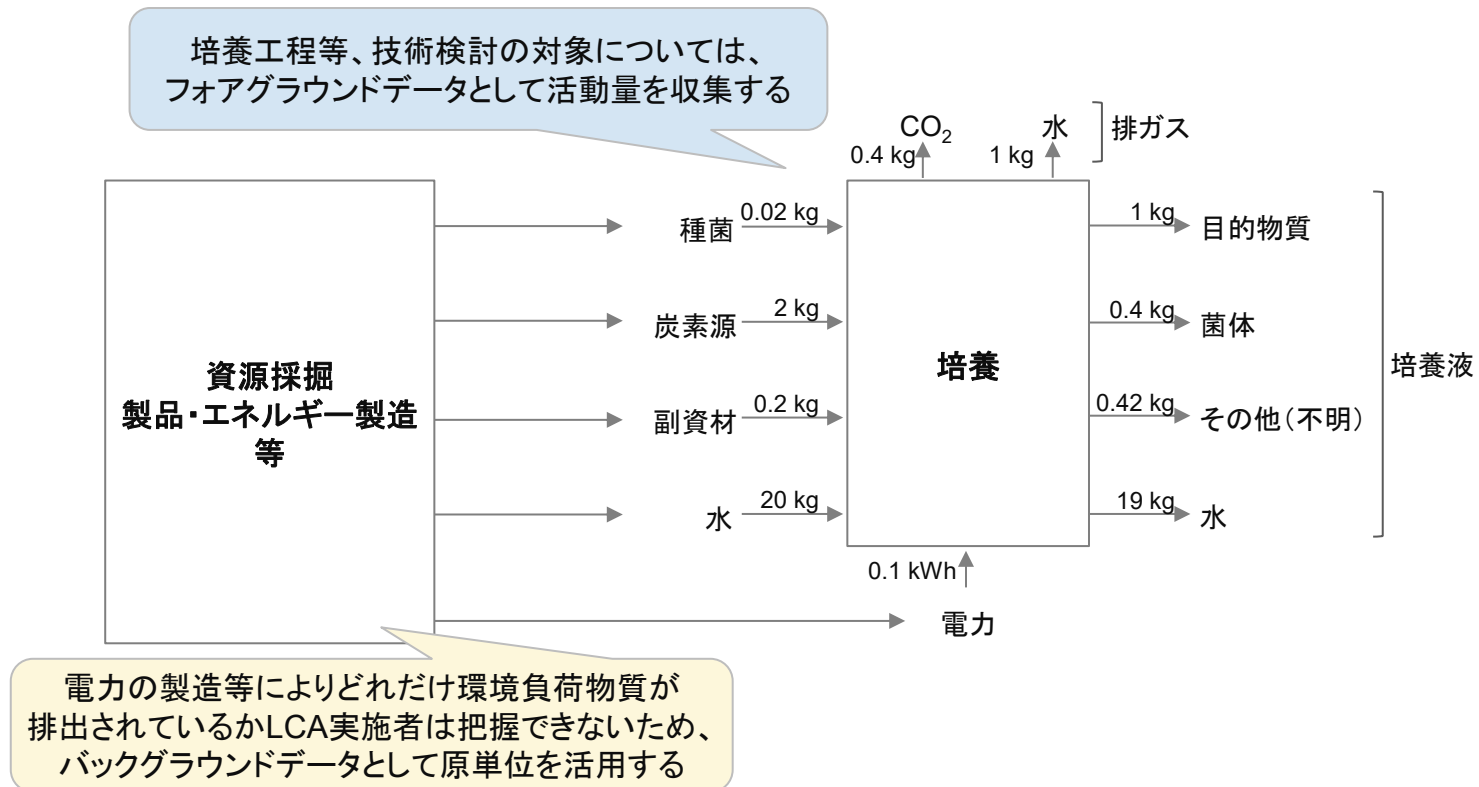 培養工程等、技術検討の対象については、
フォアグラウンドデータとして活動量を収集する
CO₂
水
排ガス
0.4 kg
1 kg
種菌
0.02 kg
1 kg
目的物質
炭素源
2 kg
0.4 kg
菌体
資源採掘
製品・エネルギー製造
等
培養
培養液
副資材
0.2 kg
0.42 kg
その他（不明）
水
20 kg
19 kg
水
0.1 kWh
電力
電力の製造等によりどれだけ環境負荷物質が
排出されているかLCA実施者は把握できないため、
バックグラウンドデータとして原単位を活用する